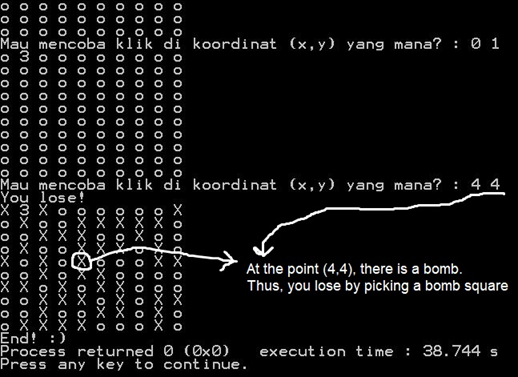 o o o o o o o o o o
o o o o o o o o o o
o o o o o o o o o o
Mau mencoba klik di koordinat (x,y) yang mana? : 0 1
o 3 o o o o o o o o
o o o o o o o o o o
o o o o o o o o o o
o o o o o o o o o o
o o o o o o o o o o
o o o o o o o o o o
o o o o o o o o o o
o o o o o o o o o o
o o o o o o o o o o
o o o o o o o o o o
Mau mencoba klik di koordinat (x,y) yang mana? : 4 4
You lose!
X 3 X o o o o o o X
At the point (4,4), there is a bomb.
Thus, you lose by picking a bomb square
End! :)
Process returned 0 (0x0)   execution time : 38.744 s
Press any key to continue.